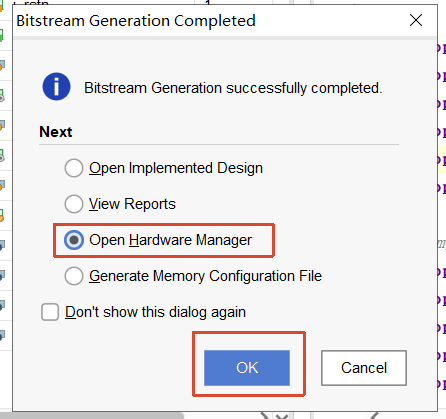 Bitstream Generation Completed
Bitstream Generation successfully completed.
Next
Open Implemented Design
View Reports
Open Hardware Manager
Generate Memory Configuration File
Don't show this dialog again
OK
Cancel